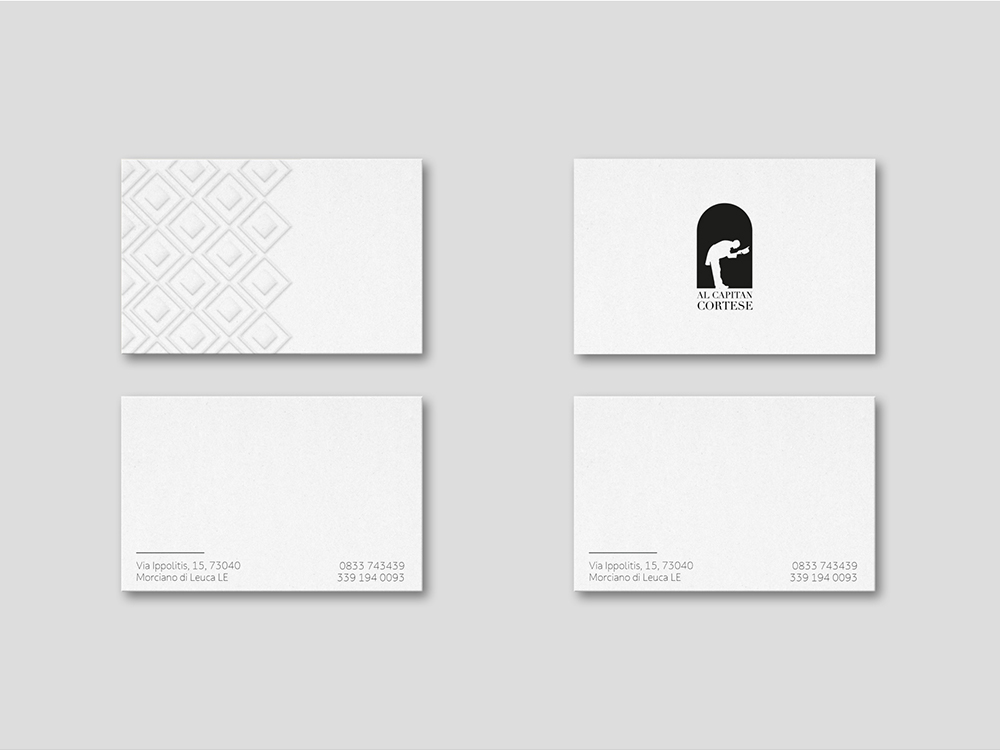 AL CAPITAN
CORTESE
Via Ippolitis, 15, 73040
Morciano di Leuca LE
0833 743439
339 194 0093
Via Ippolitis, 15, 73040
Morciano di Leuca LE
0833 743439
339 194 0093